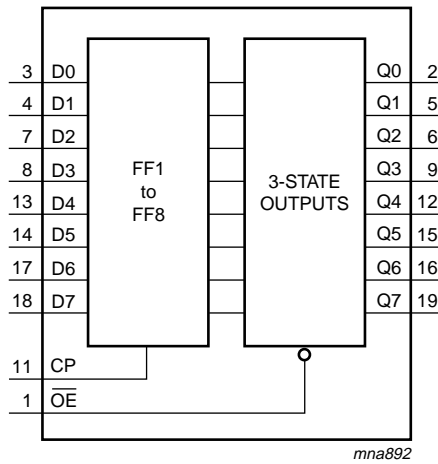 3 D0 Q0 2
4 D1 Q1 5
7 D2 Q2 6
8 D3 FF1 Q3 9
to 3-STATE
13 D4 FF8 OUTPUTS Q4 12
14 D5 Q5 15
17 D6 Q6 16
18 D7 Q7 19
11 CP
1 OE
mna892